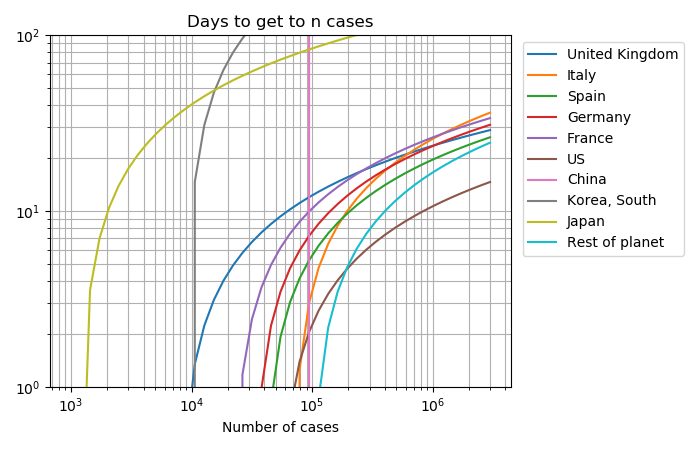 Days to get to n cases
10²
10¹
10⁰
10³
10⁴
10⁵
10⁶
Number of cases
United Kingdom
Italy
Spain
Germany
France
US
China
Korea, South
Japan
Rest of planet